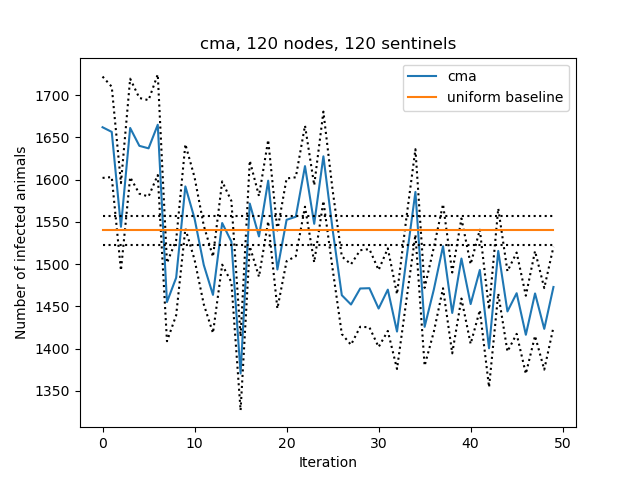 cma, 120 nodes, 120 sentinels
cma
uniform baseline
Number of infected animals
1700
1650
1600
1550
1500
1450
1400
1350
0 10 20 30 40 50
Iteration